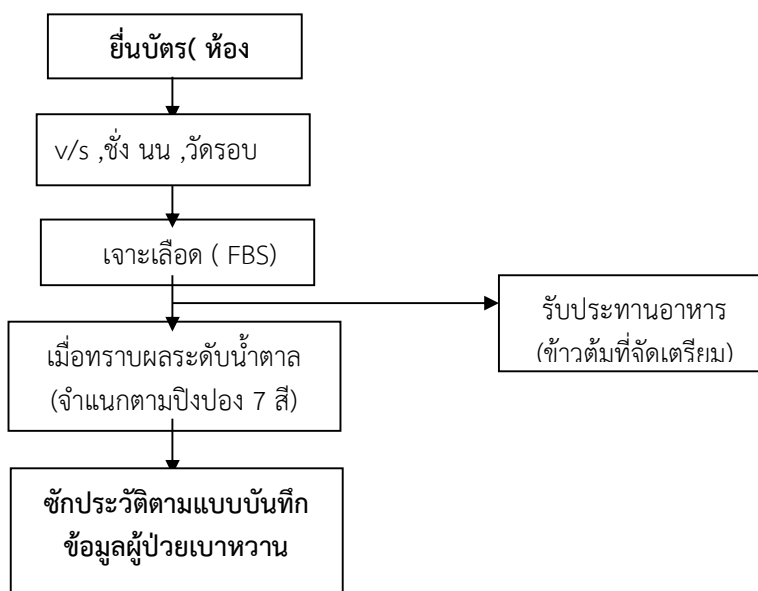 ยื่นบัตร( ห้อง
v/s ,ชั่ง นน ,วัดรอบ
เจาะเลือด ( FBS)
รับประทานอาหาร
(ข้าวต้มที่จัดเตรียม)
เมื่อทราบผลระดับน้ำตาล
(จำแนกตามปิงปอง 7 สี)
ซักประวัติตามแบบบันทึก
ข้อมูลผู้ป่วยเบาหวาน